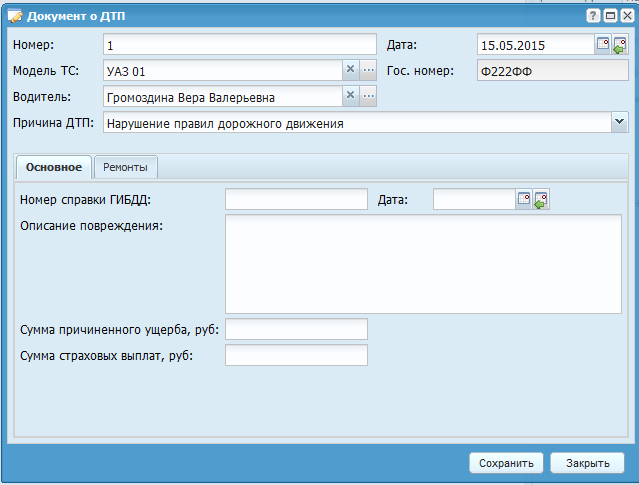 Документ о ДТП
Номер: 1 Дата: 15.05.2015
Модель ТС: УАЗ 01 Гос. номер: Ф222ФФ
Водитель: Громоздина Вера Валерьевна
Причина ДТП: Нарушение правил дорожного движения
Основное Ремонты
Номер справки ГИБДД: Дата:
Описание повреждения:
Сумма причиненного ущерба, руб:
Сумма страховых выплат, руб:
Сохранить Закрыть